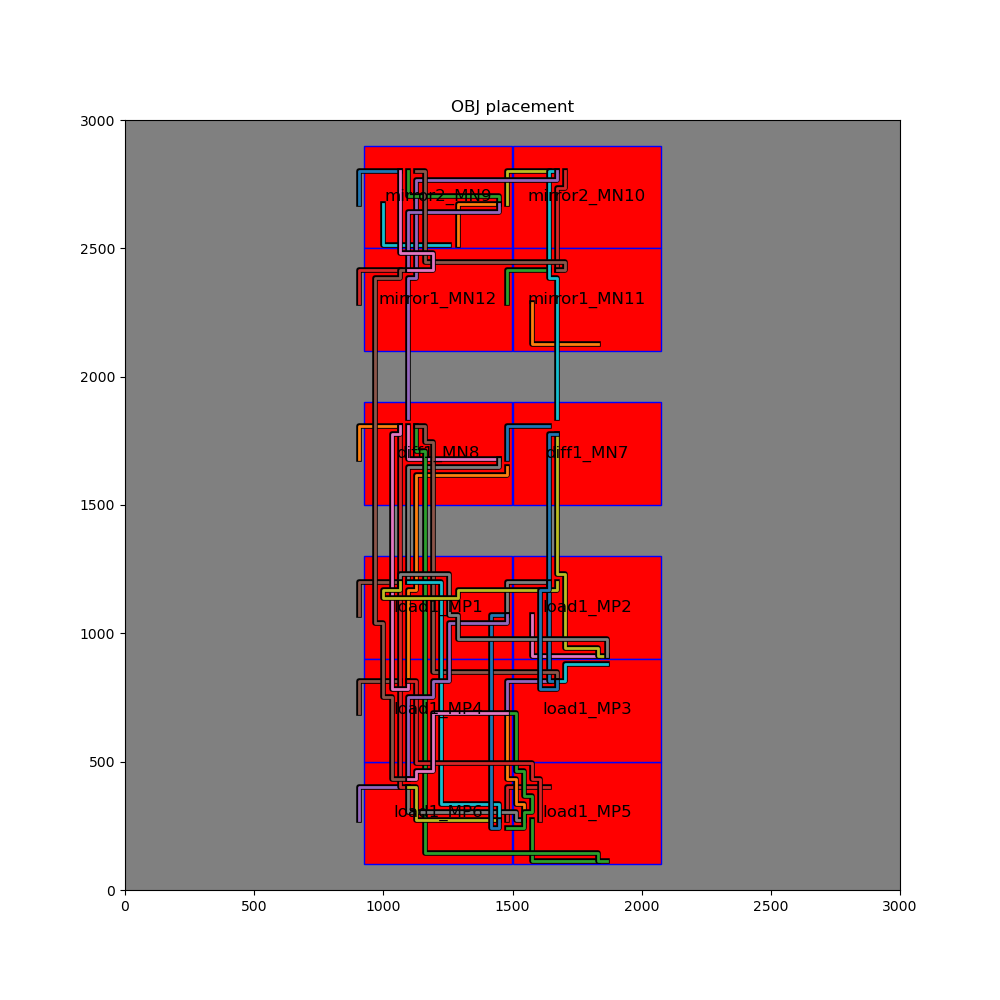 OBJ placement
3000
mirror2_MN9 mirror2_MN10
2500
mirror1_MN12 mirror1_MN11
2000
diff1_MN8 diff1_MN7
1500
load1_MP1 load1_MP2
1000
load1_MP4 load1_MP3
500
load1_MP6 load1_MP5
0
0 500 1000 1500 2000 2500 3000